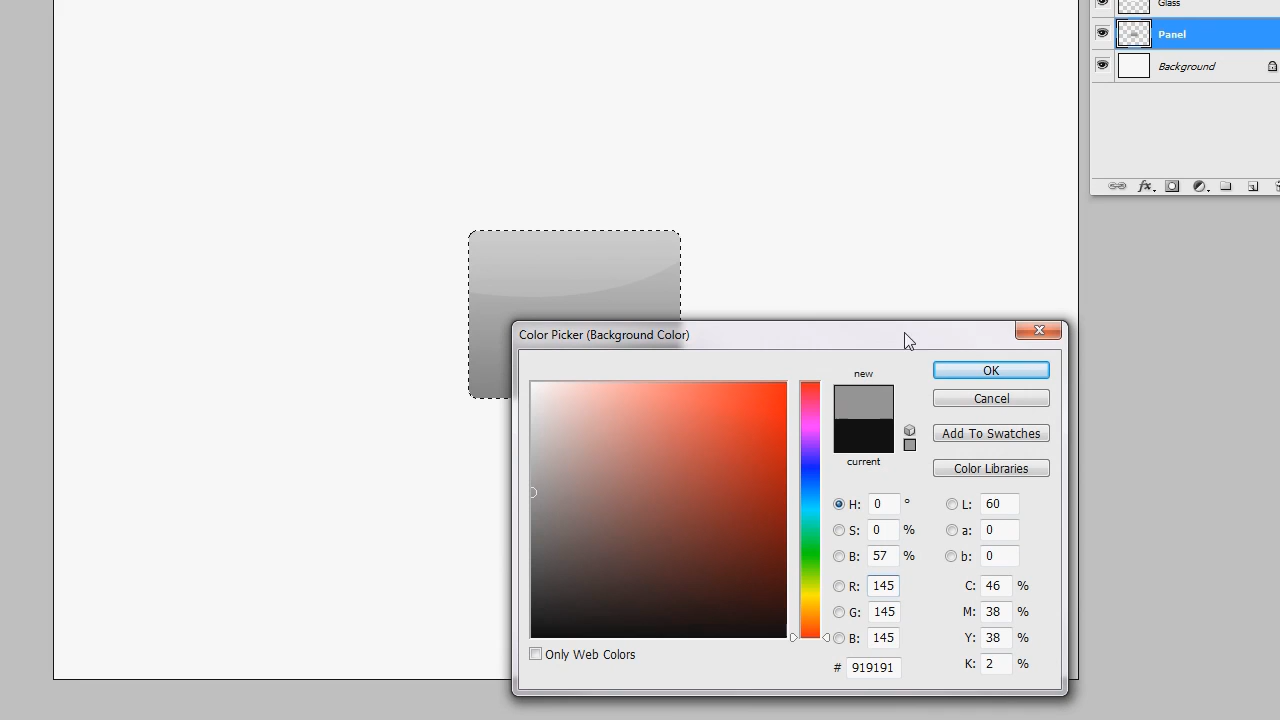 Glass
Panel
Background
fx
Color Picker (Background Color)
new
current
OK
Cancel
Add To Swatches
Color Libraries
H: 0 °
S: 0 %
B: 57 %
R: 145
G: 145
B: 145
# 919191
L: 60
a: 0
b: 0
C: 46 %
M: 38 %
Y: 38 %
K: 2 %
Only Web Colors